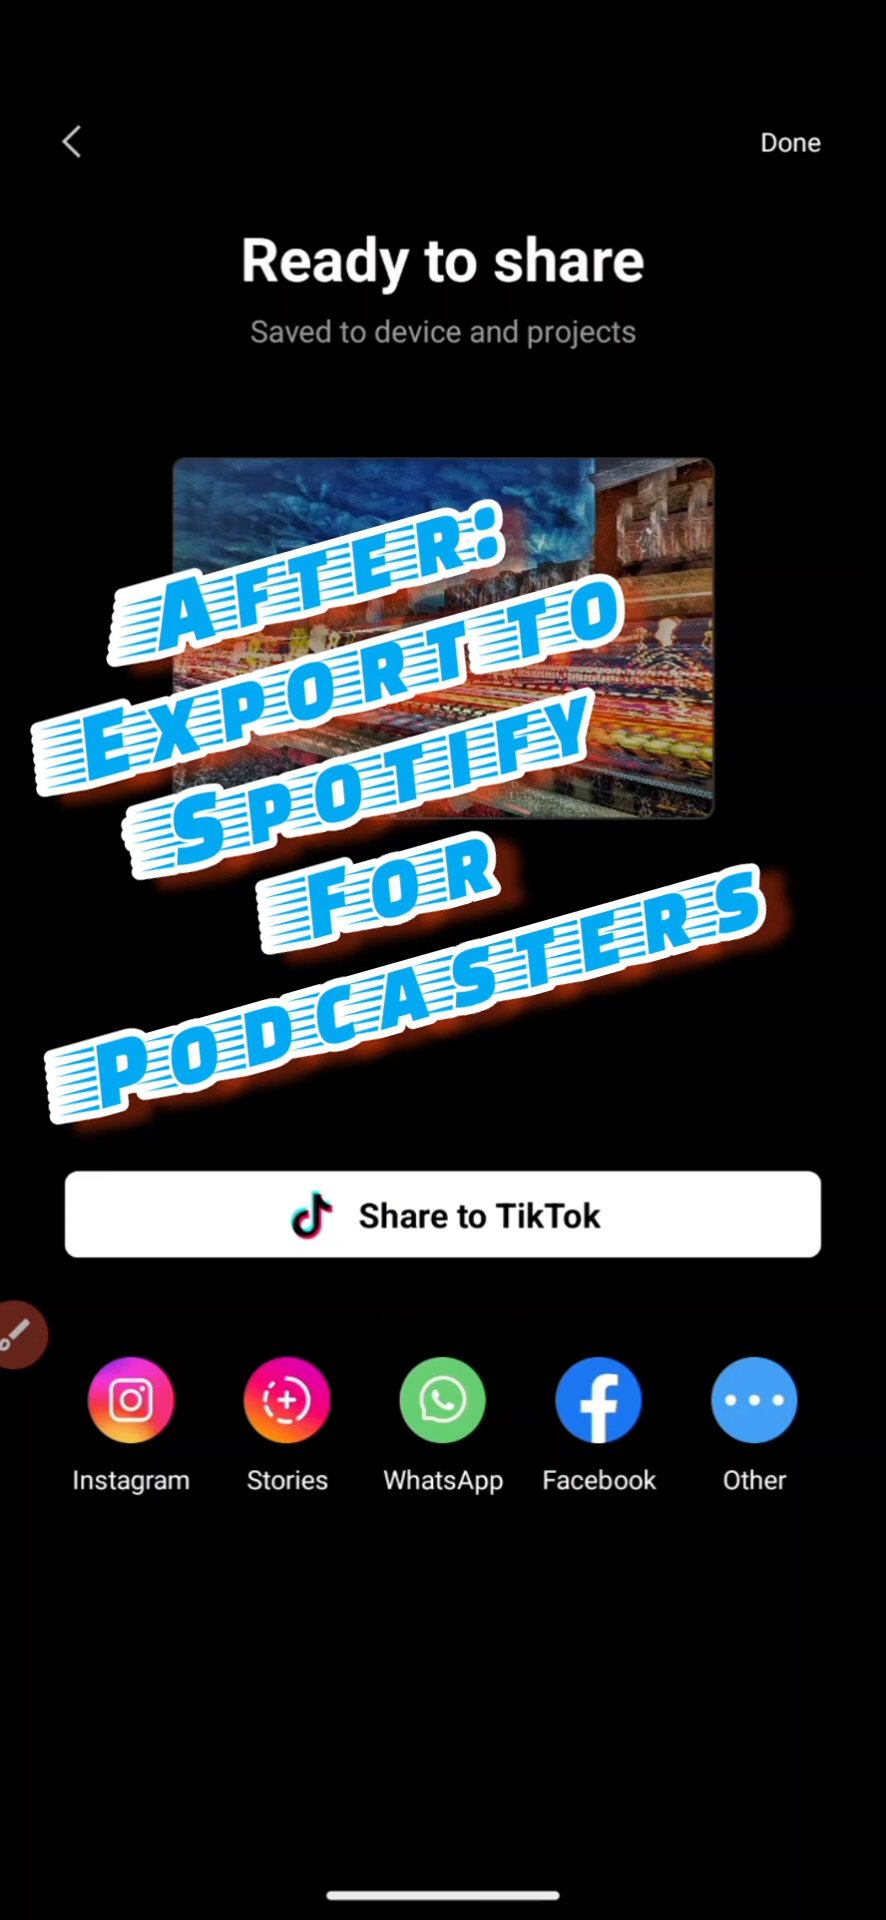 Done
Ready to share
Saved to device and projects
After:
Export to
Spotify
For
Podcasters
Share to TikTok
Instagram
Stories
WhatsApp
Facebook
Other